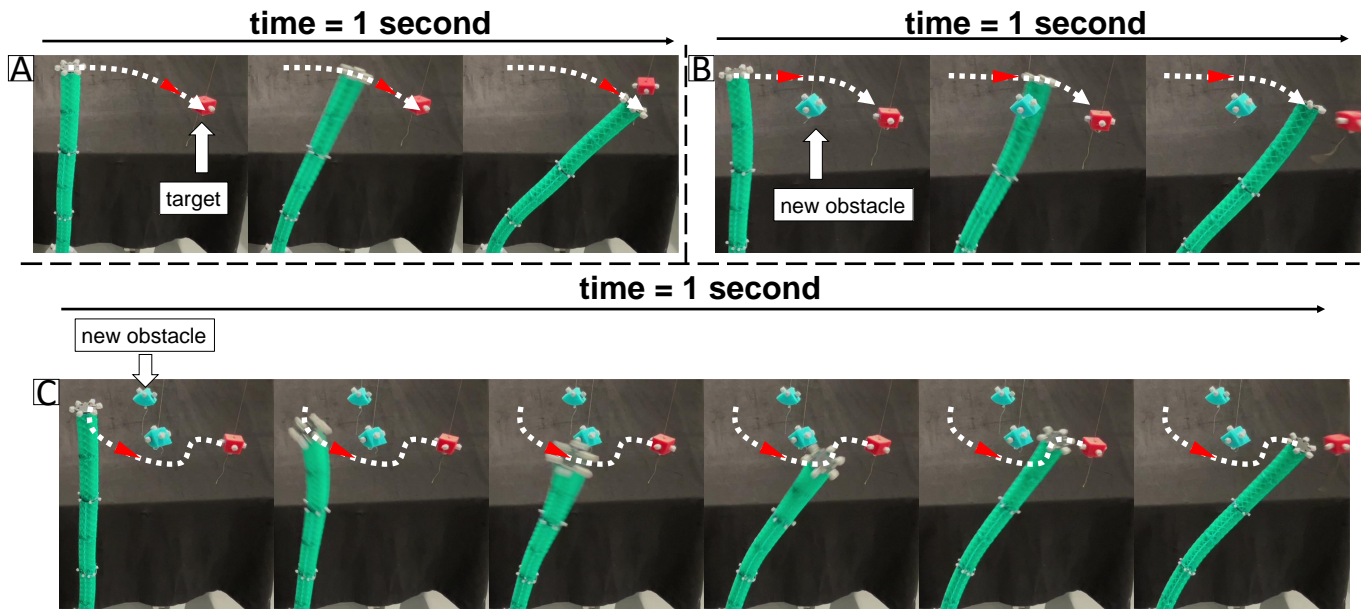 time = 1 second
time = 1 second
A
B
target
new obstacle
time = 1 second
new obstacle
C